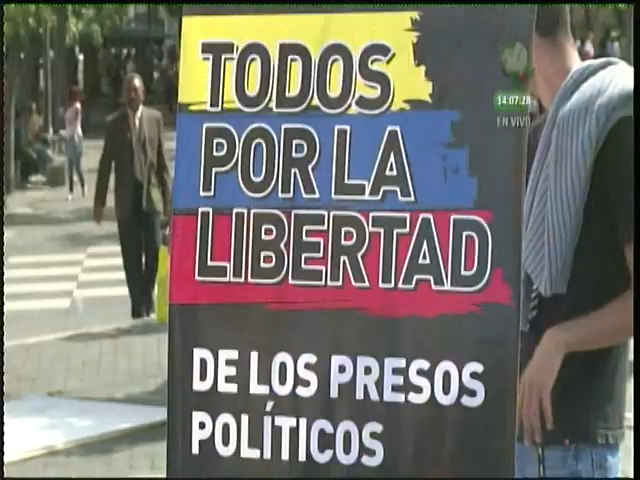 TODOS
POR LA
LIBERTAD
DE LOS PRESOS
POLÍTICOS
14:07:28
EN VIVO